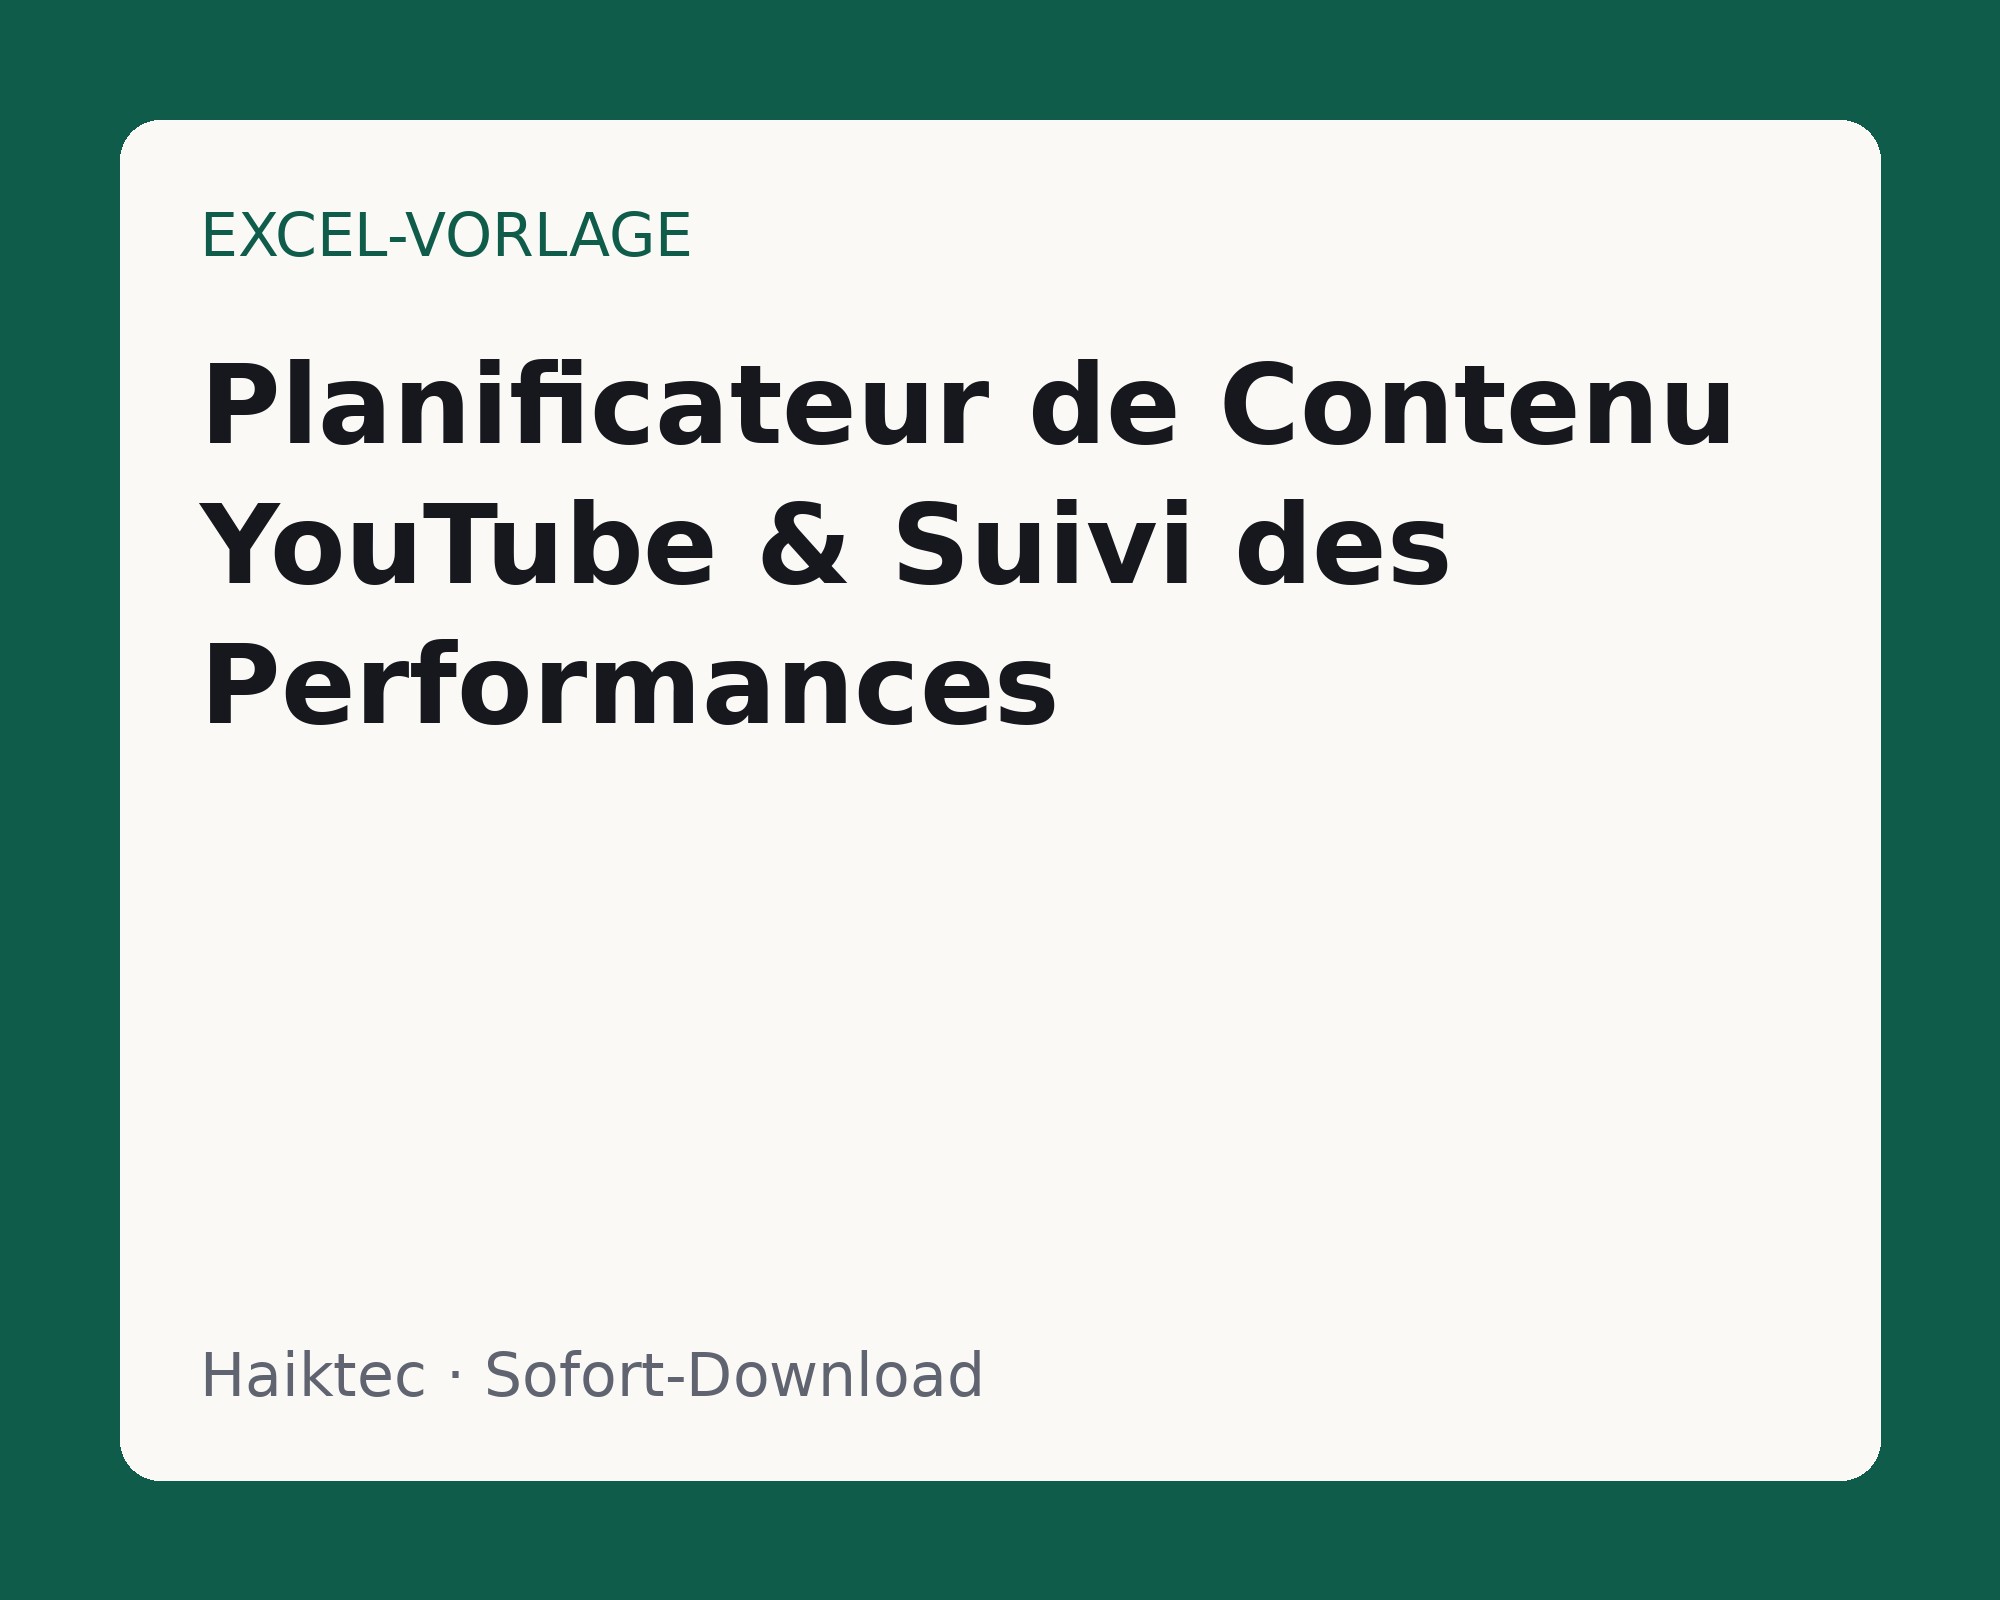 EXCEL-VORLAGE
Planificateur de Contenu
YouTube & Suivi des
Performances
Haiktec · Sofort-Download